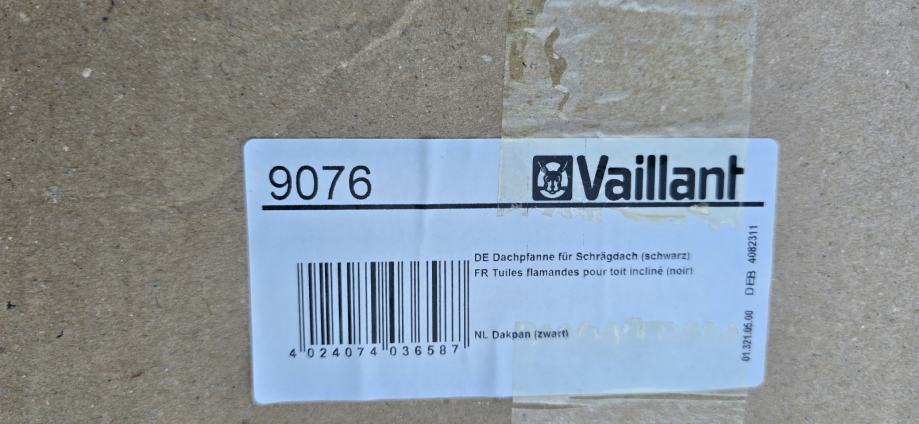 9076
Vaillant
DE Dachpfanne für Schrägdach (schwarz)
FR Tuiles flamandes pour toit incliné (noir)
NL Dakpan (zwart)
4 024074 036587
01.321.05.00 DEB 4082311